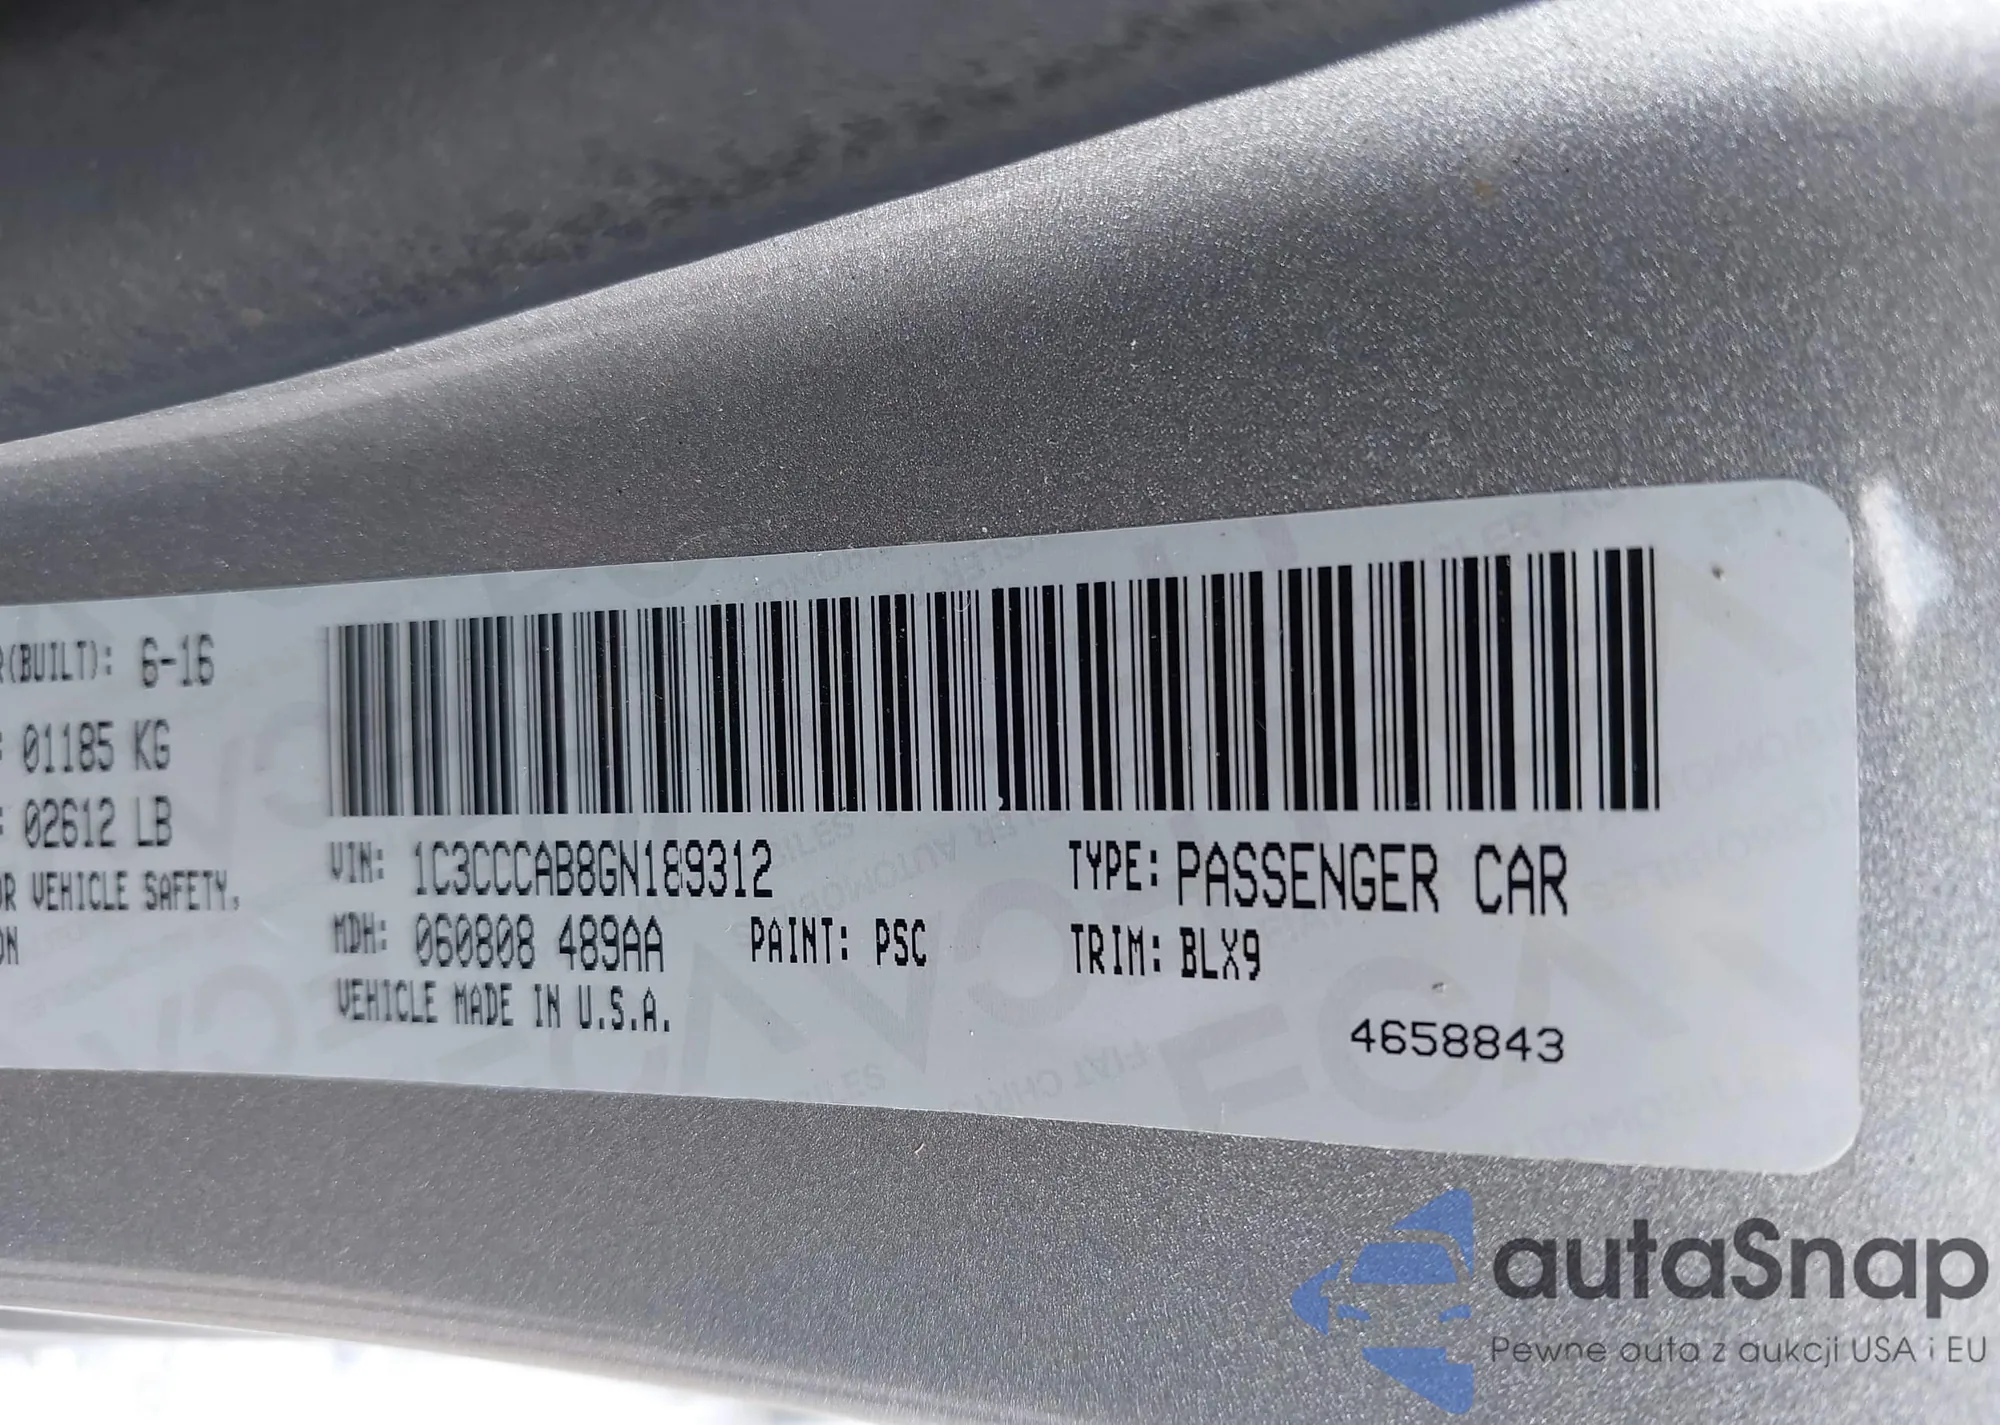 R(BUILT): 6-16
: 01185 KG
: 02612 LB
OR VEHICLE SAFETY,
ON
VIN: 1C3CCCAB8GN189312
TYPE: PASSENGER CAR
MDH: 060808 489AA
PAINT: PSC
TRIM: BLX9
VEHICLE MADE IN U.S.A.
4658843
autaSnap
Pewne auta z aukcji USA i EU